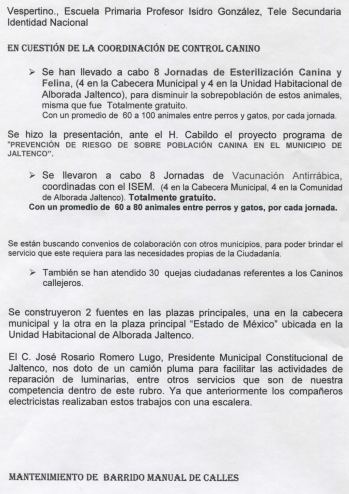 Vespertino., Escuela Primaria Profesor Isidro González, Tele Secundaria
Identidad Nacional
EN CUESTIÓN DE LA COORDINACIÓN DE CONTROL CANINO
➢ Se han llevado a cabo 8 Jornadas de Esterilización Canina y
Felina, (4 en la Cabecera Municipal y 4 en la Unidad Habitacional de
Alborada Jaltenco), para disminuir la sobrepoblación de estos animales,
misma que fue Totalmente gratuito.
Con un promedio de 60 a 100 animales entre perros y gatos, por cada jornada.
Se hizo la presentación, ante el H. Cabildo el proyecto programa de
"PREVENCIÓN DE RIESGO DE SOBRE POBLACIÓN CANINA EN EL MUNICIPIO DE
JALTENCO".
➢ Se llevaron a cabo 8 Jornadas de Vacunación Antirrábica,
coordinadas con el ISEM. (4 en la Cabecera Municipal, 4 en la Comunidad
de Alborada Jaltenco). Totalmente gratuito.
Con un promedio de 60 a 80 animales entre perros y gatos, por cada jornada.
Se están buscando convenios de colaboración con otros municipios, para poder brindar el
servicio que este requiera para las necesidades propias de la Ciudadanía.
➢ También se han atendido 30 quejas ciudadanas referentes a los Caninos
callejeros.
Se construyeron 2 fuentes en las plazas principales, una en la cabecera
municipal y la otra en la plaza principal "Estado de México" ubicada en la
Unidad Habitacional de Alborada Jaltenco.
El C. José Rosario Romero Lugo, Presidente Municipal Constitucional de
Jaltenco, nos doto de un camión pluma para facilitar las actividades de
reparación de luminarias, entre otros servicios que son de nuestra
competencia dentro de este rubro. Ya que anteriormente los compañeros
electricistas realizaban estos trabajos con una escalera.
MANTENIMIENTO DE BARRIDO MANUAL DE CALLES